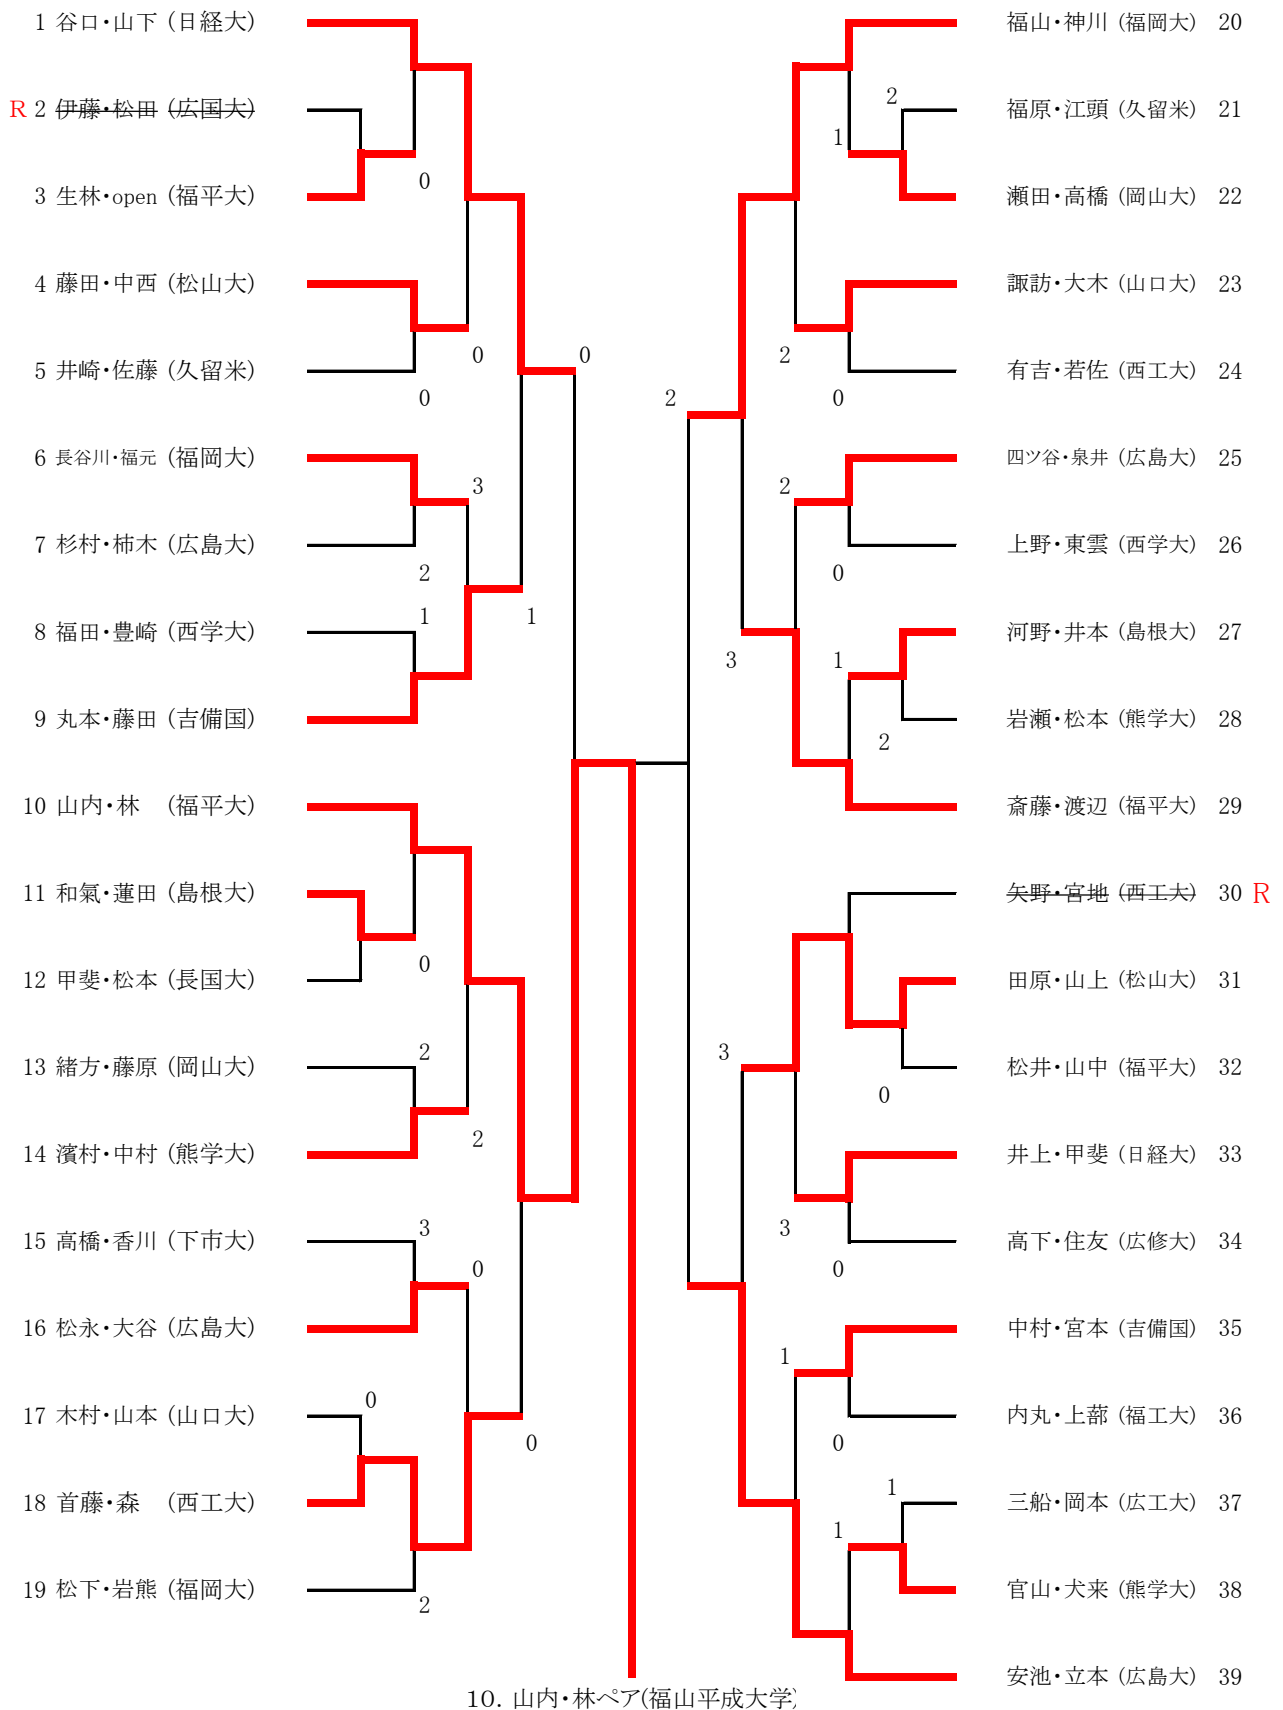 1 谷口・山下 (日経大)
R 2 伊藤・松田 (広国大)
0
3 生林・open (福平大)
4 藤田・中西 (松山大)
0
0
5 井崎・佐藤 (久留米)
0
6 長谷川・福元 (福岡大)
3
7 杉村・柿木 (広島大)
2
1
1
8 福田・豊崎 (西学大)
9 丸本・藤田 (吉備国)
10 山内・林 (福平大)
11 和氣・蓮田 (島根大)
0
12 甲斐・松本 (長国大)
2
13 緒方・藤原 (岡山大)
2
14 濱村・中村 (熊学大)
3
15 高橋・香川 (下市大)
0
16 松永・大谷 (広島大)
0
17 木村・山本 (山口大)
0
18 首藤・森 (西工大)
19 松下・岩熊 (福岡大)
2
福山・神川 (福岡大) 20
2
福原・江頭 (久留米) 21
1
瀬田・高橋 (岡山大) 22
諏訪・大木 (山口大) 23
2
有吉・若佐 (西工大) 24
2
0
四ツ谷・泉井 (広島大) 25
2
上野・東雲 (西学大) 26
0
河野・井本 (島根大) 27
3
1
岩瀬・松本 (熊学大) 28
2
斎藤・渡辺 (福平大) 29
矢野・宮地 (西工大) 30 R
田原・山上 (松山大) 31
3
松井・山中 (福平大) 32
0
井上・甲斐 (日経大) 33
3
高下・住友 (広修大) 34
0
中村・宮本 (吉備国) 35
1
内丸・上蔀 (福工大) 36
0
1
三船・岡本 (広工大) 37
1
官山・犬来 (熊学大) 38
安池・立本 (広島大) 39
10. 山内・林ペア(福山平成大学)